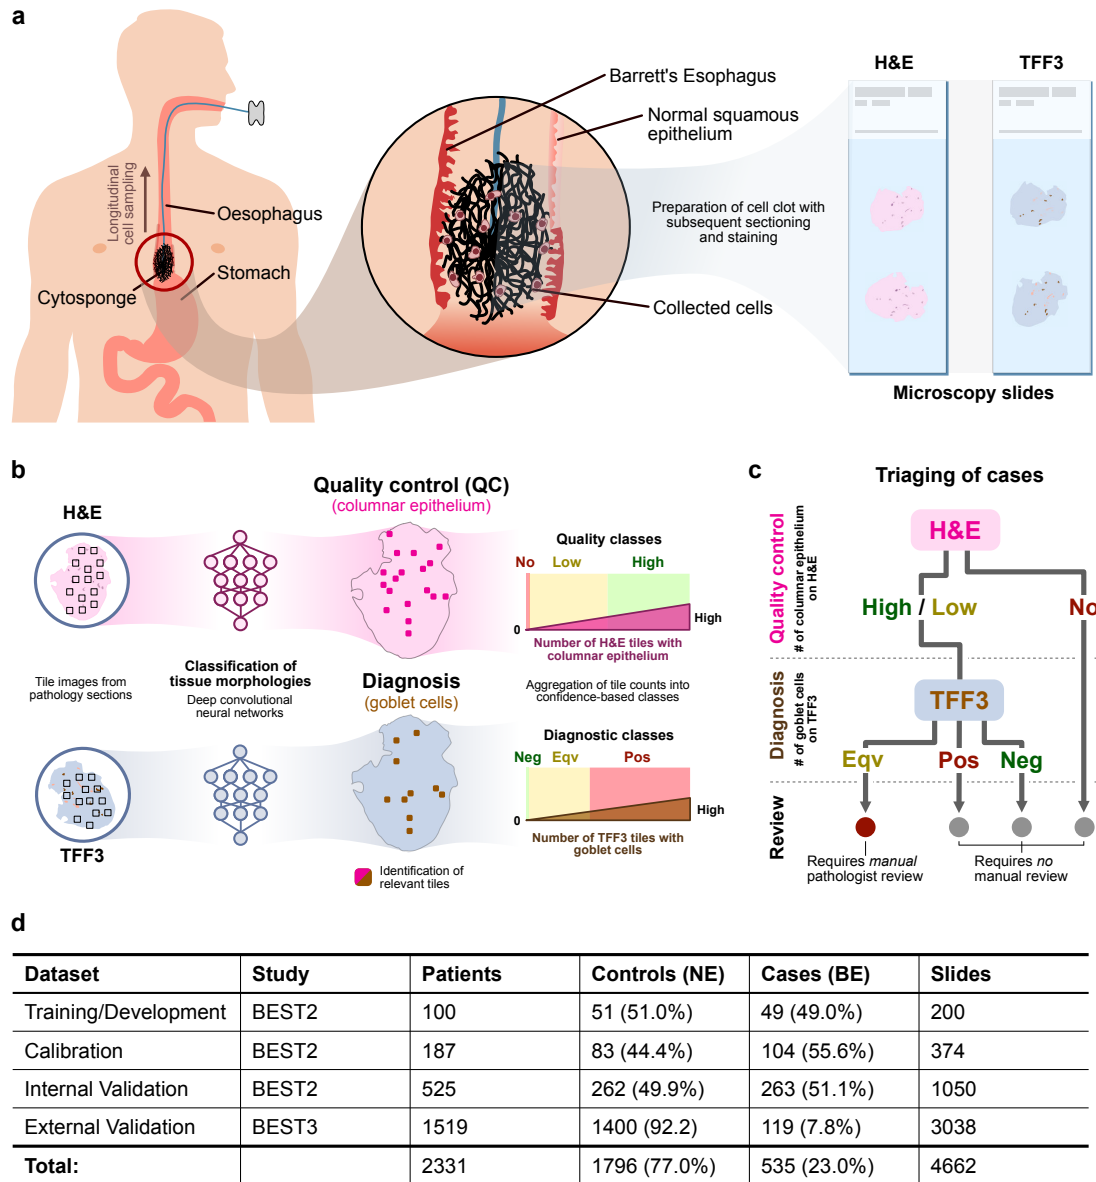 a
Barrett's Esophagus
Normal squamous
epithelium
H&E
TFF3
Longitudinal
cell sampling
Oesophagus
Stomach
Cytosponge
Preparation of cell clot with
subsequent sectioning
and staining
Collected cells
Microscopy slides
b
H&E
Quality control (QC)
(columnar epithelium)
Quality classes
No
Low
High
0
High
Number of H&E tiles with
columnar epithelium
Tile images from
pathology sections
Classification of
tissue morphologies
Deep convolutional
neural networks
Diagnosis
(goblet cells)
Aggregation of tile counts into
confidence-based classes
Diagnostic classes
Neg
Eqv
Pos
0
High
Number of TFF3 tiles with
goblet cells
TFF3
Identification of
relevant tiles
c
Triaging of cases
Quality control
# of columnar epithelium
on H&E
H&E
High / Low
No
Diagnosis
# of goblet cells
on TFF3
TFF3
Eqv
Pos
Neg
Review
Requires manual
pathologist review
Requires no
manual review
d
Dataset Study Patients Controls (NE) Cases (BE) Slides
Training/Development BEST2 100 51 (51.0%) 49 (49.0%) 200
Calibration BEST2 187 83 (44.4%) 104 (55.6%) 374
Internal Validation BEST2 525 262 (49.9%) 263 (51.1%) 1050
External Validation BEST3 1519 1400 (92.2) 119 (7.8%) 3038
Total: 2331 1796 (77.0%) 535 (23.0%) 4662